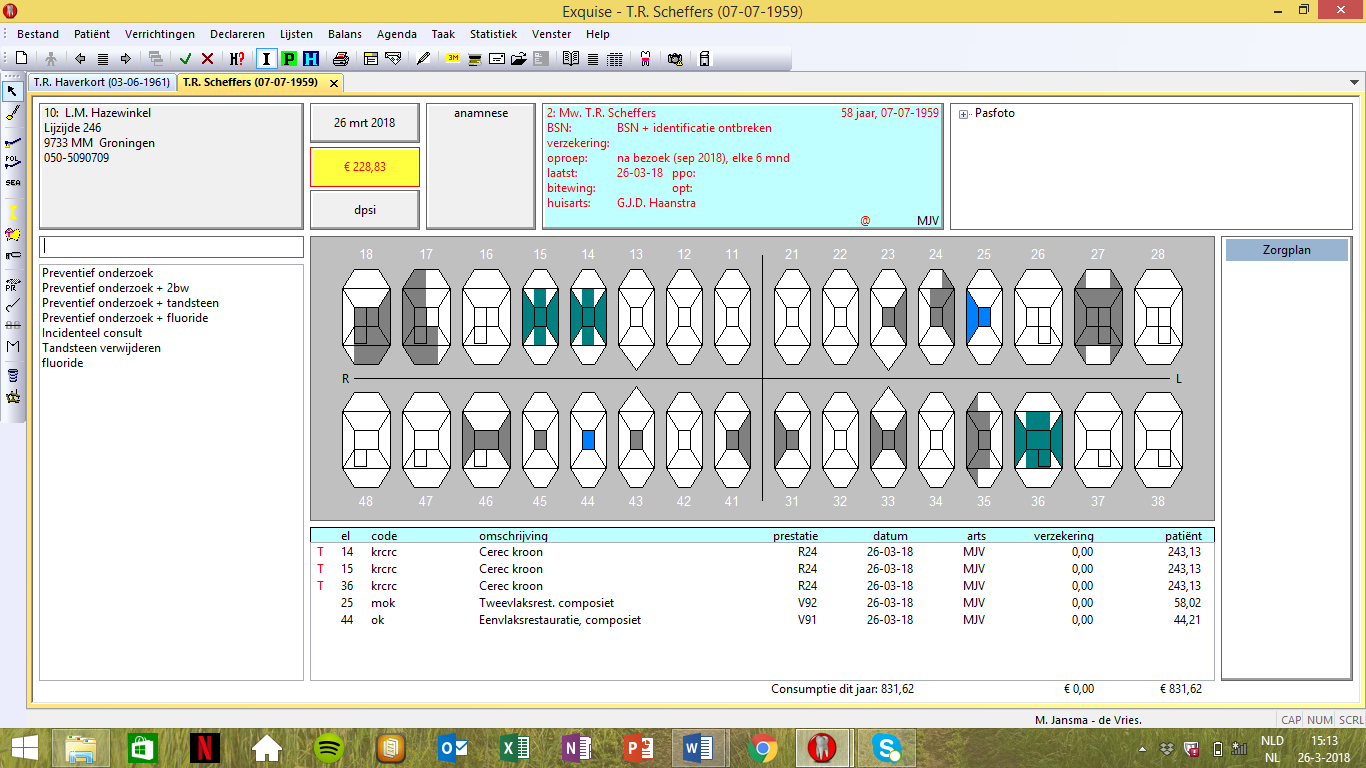 Exquise - T.R. Scheffers (07-07-1959)
Bestand Patiënt Verrichtingen Declareren Lijsten Balans Agenda Taak Statistiek Venster Help
H? I P H 3M
T.R. Haverkort (03-06-1961) T.R. Scheffers (07-07-1959)
POL
SEA
PR
10: L.M. Hazewinkel
Lijzijde 246
9733 MM Groningen
050-5090709
26 mrt 2018
€ 228,83
dpsi
anamnese
2: Mw. T.R. Scheffers 58 jaar, 07-07-1959
BSN: BSN + identificatie ontbreken
verzekering:
oproep: na bezoek (sep 2018), elke 6 mnd
laatst: 26-03-18 ppo:
bitewing: opt:
huisarts: G.J.D. Haanstra
@ MJV
Pasfoto
Preventief onderzoek
Preventief onderzoek + 2bw
Preventief onderzoek + tandsteen
Preventief onderzoek + fluoride
Incidenteel consult
Tandsteen verwijderen
fluoride
18 17 16 15 14 13 12 11 21 22 23 24 25 26 27 28
R L
48 47 46 45 44 43 42 41 31 32 33 34 35 36 37 38
Zorgplan
el code omschrijving prestatie datum arts verzekering patiënt
T 14 krcrc Cerec kroon R24 26-03-18 MJV 0,00 243,13
T 15 krcrc Cerec kroon R24 26-03-18 MJV 0,00 243,13
T 36 krcrc Cerec kroon R24 26-03-18 MJV 0,00 243,13
25 mok Tweevlaksrest. composiet V92 26-03-18 MJV 0,00 58,02
44 ok Eenvlaksrestauratie, composiet V91 26-03-18 MJV 0,00 44,21
Consumptie dit jaar: 831,62 € 0,00 € 831,62
M. Jansma - de Vries. CAP NUM SCRL
NLD 15:13
NL 26-3-2018